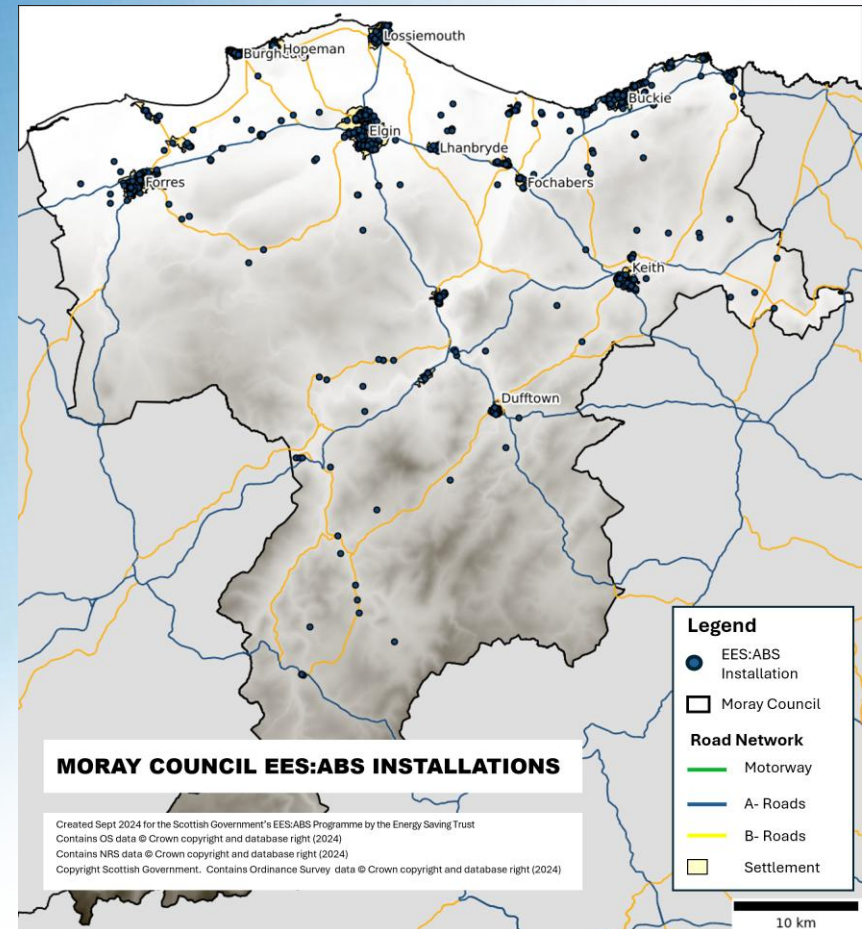 Lossiemouth
Hopeman
Buckie
Elgin
Lhanbryde
Forres
Fochabers
Keith
Dufftown
Legend
EES:ABS
Installation
Moray Council
Road Network
Motorway
A- Roads
B- Roads
Settlement
MORAY COUNCIL EES:ABS INSTALLATIONS
Created Sept 2024 for the Scottish Government's EES:ABS Programme by the Energy Saving Trust
Contains OS data © Crown copyright and database right (2024)
Contains NRS data © Crown copyright and database right (2024)
Copyright Scottish Government. Contains Ordinance Survey data © Crown copyright and database right (2024)
10 km